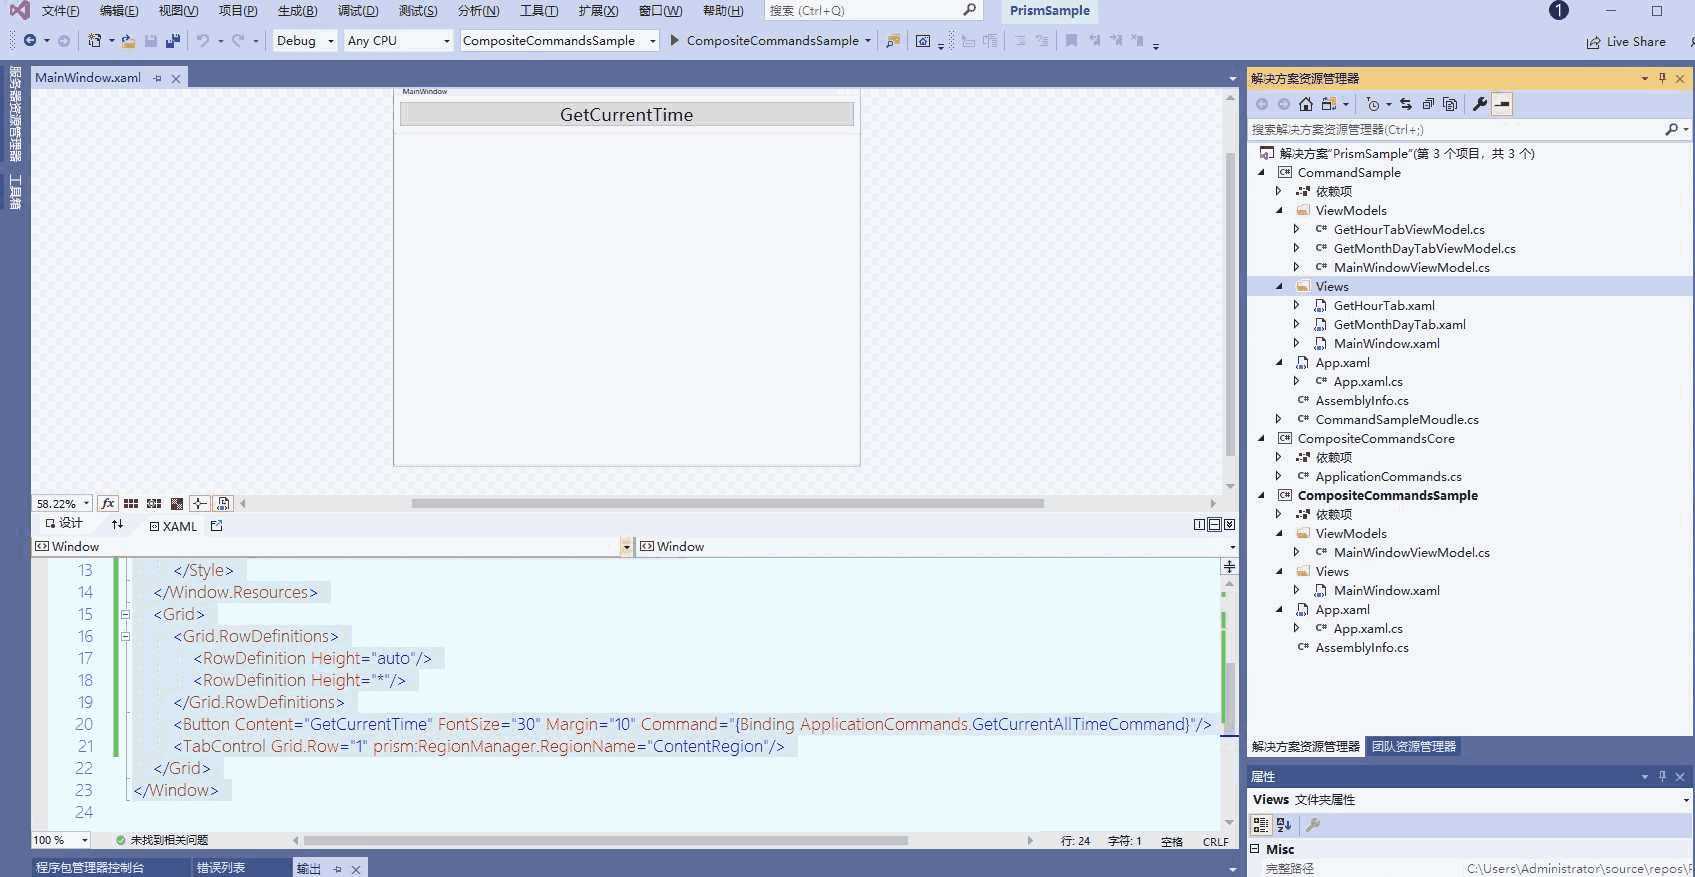 文件(F) 编辑(E) 视图(V) 项目(P) 生成(B) 调试(D) 测试(S) 分析(N) 工具(T) 扩展(X) 窗口(W) 帮助(H) 搜索 (Ctrl+Q) PrismSample 1
Debug Any CPU CompositeCommandsSample CompositeCommandsSample Live Share
服务器资源管理器
工具箱
MainWindow.xaml
MainWindow
GetCurrentTime
58.22% fx
设计 XAML
Window Window
13 </Style>
14 </Window.Resources>
15 <Grid>
16 <Grid.RowDefinitions>
17 <RowDefinition Height="auto"/>
18 <RowDefinition Height="*"/>
19 </Grid.RowDefinitions>
20 <Button Content="GetCurrentTime" FontSize="30" Margin="10" Command="{Binding ApplicationCommands.GetCurrentAllTimeCommand}"/>
21 <TabControl Grid.Row="1" prism:RegionManager.RegionName="ContentRegion"/>
22 </Grid>
23 </Window>
24
100 % 未找到相关问题 行: 24 字符: 1 空格 CRLF
程序包管理器控制台 错误列表 输出
解决方案资源管理器
搜索解决方案资源管理器(Ctrl+;)
解决方案"PrismSample"(第 3 个项目，共 3 个)
C# CommandSample
依赖项
ViewModels
C# GetHourTabViewModel.cs
C# GetMonthDayTabViewModel.cs
C# MainWindowViewModel.cs
Views
GetHourTab.xaml
GetMonthDayTab.xaml
MainWindow.xaml
App.xaml
C# App.xaml.cs
C# AssemblyInfo.cs
C# CommandSampleMoudle.cs
C# CompositeCommandsCore
依赖项
C# ApplicationCommands.cs
C# CompositeCommandsSample
依赖项
ViewModels
C# MainWindowViewModel.cs
Views
MainWindow.xaml
App.xaml
C# App.xaml.cs
C# AssemblyInfo.cs
解决方案资源管理器 团队资源管理器
属性
Views 文件夹属性
Misc
完整路径 C:\Users\Administrator\source\repos\